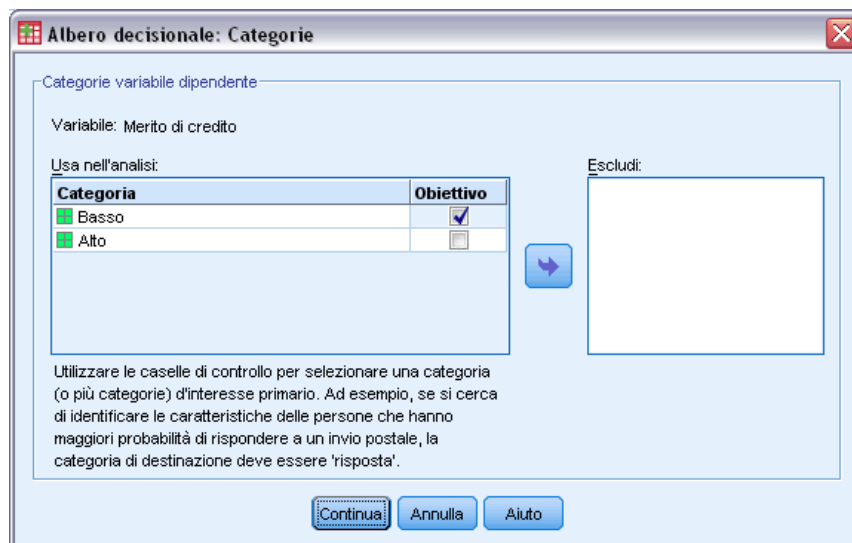 Albero decisionale: Categorie
Categorie variabile dipendente
Variabile: Merito di credito
Usa nell'analisi:
Escludi:
Categoria Obiettivo
Basso
Alto
Utilizzare le caselle di controllo per selezionare una categoria
(o più categorie) d'interesse primario. Ad esempio, se si cerca
di identificare le caratteristiche delle persone che hanno
maggiori probabilità di rispondere a un invio postale, la
categoria di destinazione deve essere 'risposta'.
Continua Annulla Aiuto